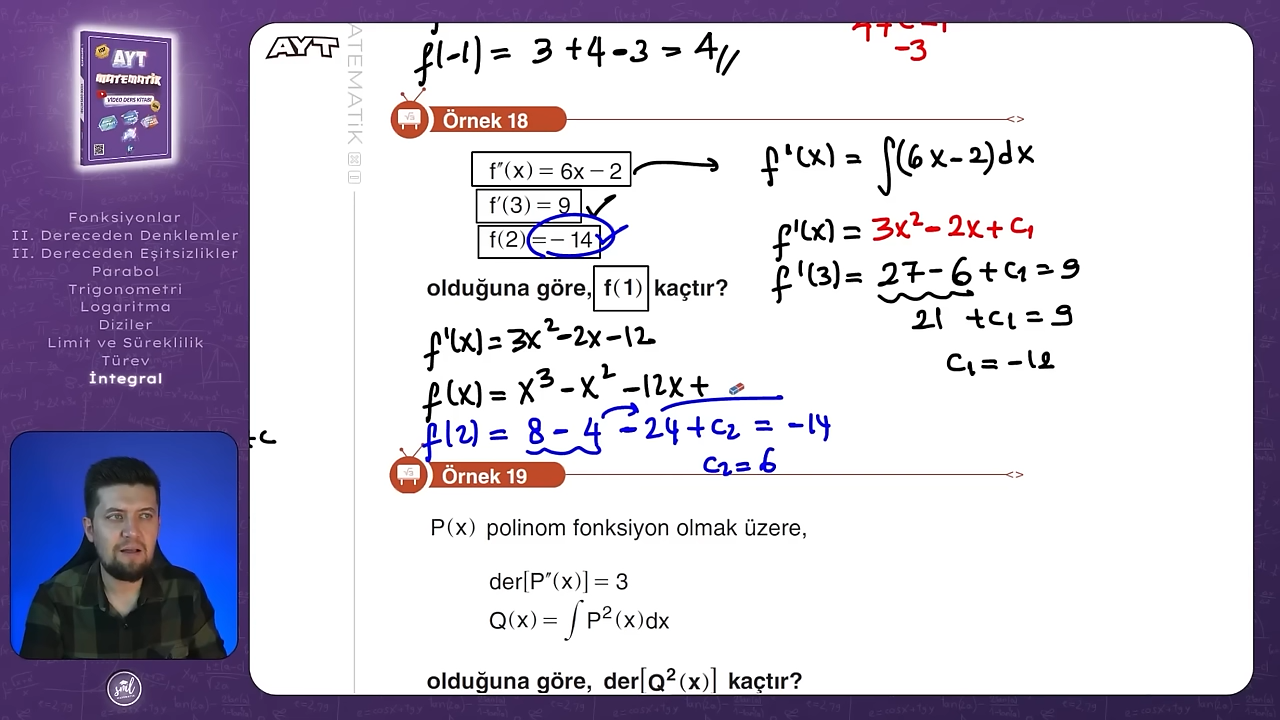 AYT
MATEMATİK
VİDEO DERS KİTABI
Fonksiyonlar
II. Dereceden Denklemler
II. Dereceden Eşitsizlikler
Parabol
Trigonometri
Logaritma
Diziler
Limit ve Süreklilik
Türev
İntegral
AYT
ATEMATİK
f(-1) = 3 + 4 - 3 = 4//
-3
Örnek 18
f″(x) = 6x − 2
f′(3) = 9
f(2) = − 14
olduğuna göre, f(1) kaçtır?
f'(x) = ∫(6x-2)dx
f'(x) = 3x² - 2x + C₁
f'(3) = 27 - 6 + C₁ = 9
21 + C₁ = 9
C₁ = -12
f'(x) = 3x² - 2x - 12
f(x) = x³ - x² - 12x +
f(2) = 8 - 4 - 24 + C₂ = -14
C₂ = 6
+c
Örnek 19
P(x) polinom fonksiyon olmak üzere,
der[P″(x)] = 3
Q(x) = ∫ P²(x)dx
olduğuna göre, der[Q²(x)] kaçtır?